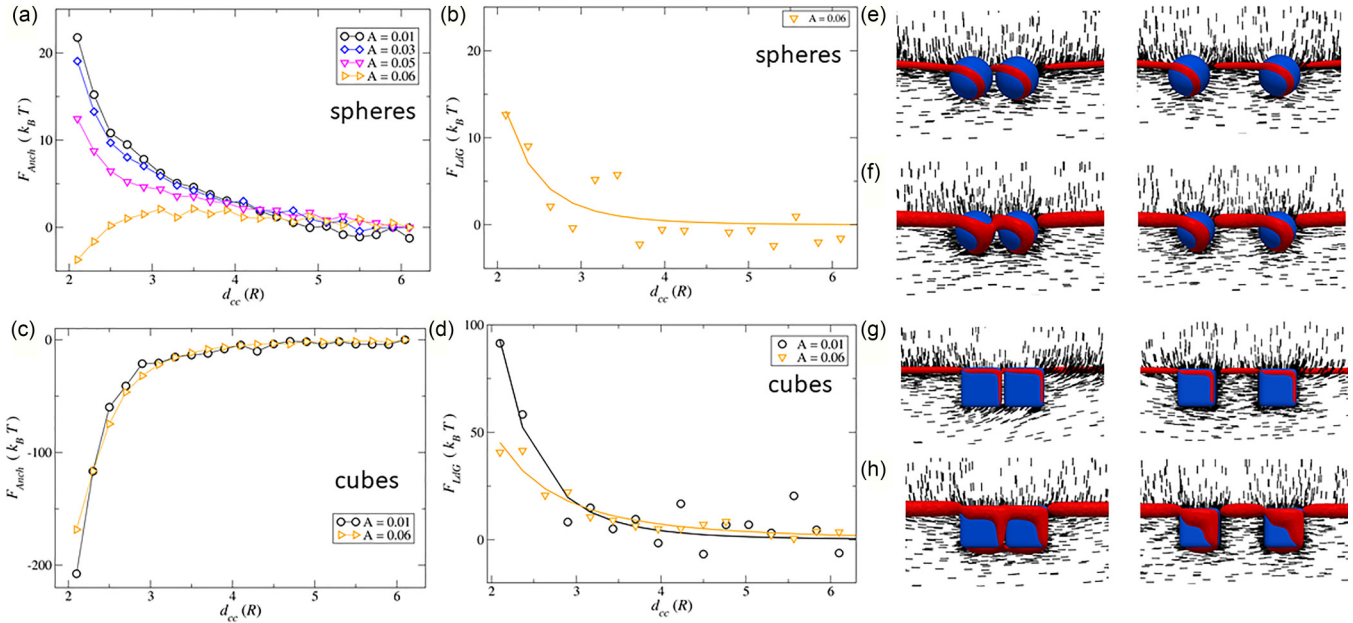 (a)
20
10
0
F_Anch (k_B T)
A = 0.01
A = 0.03
A = 0.05
A = 0.06
spheres
2 3 4 5 6
d_cc (R)
(b)
20
10
0
F_LdG (k_B T)
A = 0.06
spheres
2 3 4 5 6
d_cc (R)
(c)
0
-100
-200
F_Anch (k_B T)
cubes
A = 0.01
A = 0.06
2 3 4 5 6
d_cc (R)
(d)
100
50
0
F_LdG (k_B T)
A = 0.01
A = 0.06
cubes
2 3 4 5 6
d_cc (R)
(e)
(f)
(g)
(h)